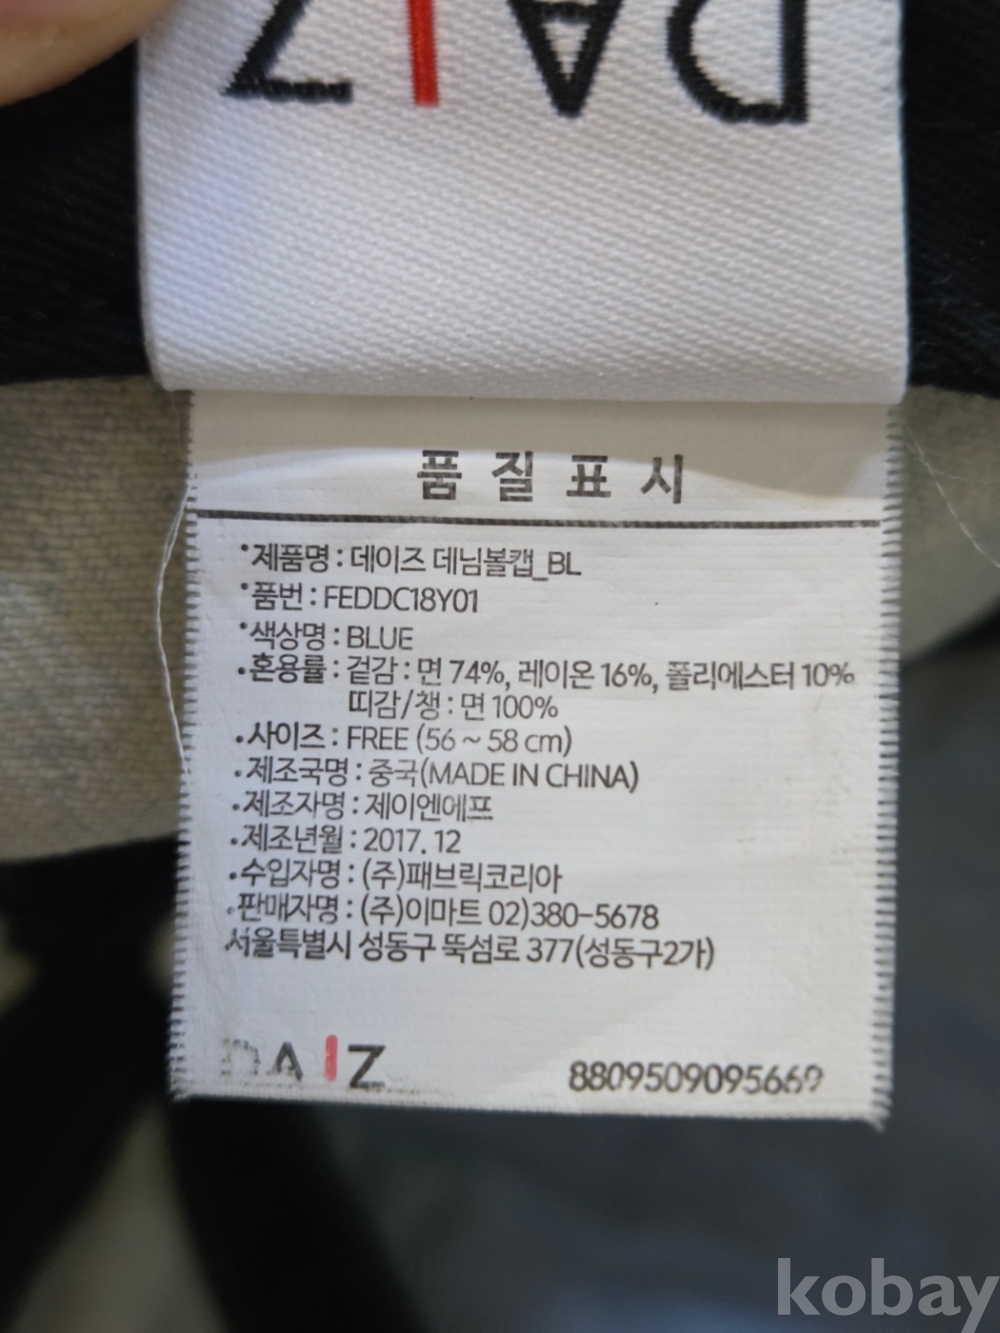 DAIZ
품질표시
•제품명 : 데이즈 데님볼캡_BL
•품번 : FEDDC18Y01
•색상명 : BLUE
•혼용률 : 겉감 : 면 74%, 레이온 16%, 폴리에스터 10%
띠감/챙 : 면 100%
•사이즈 : FREE (56 ~ 58 cm)
•제조국명 : 중국(MADE IN CHINA)
•제조자명 : 제이엔에프
•제조년월 : 2017. 12
•수입자명 : (주)패브릭코리아
•판매자명 : (주)이마트 02)380-5678
서울특별시 성동구 뚝섬로 377(성동구2가)
DAIZ 8809509095669
kobay